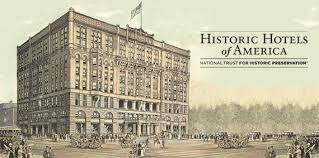 HISTORIC HOTELS
of AMERICA
NATIONAL TRUST FOR HISTORIC PRESERVATION®